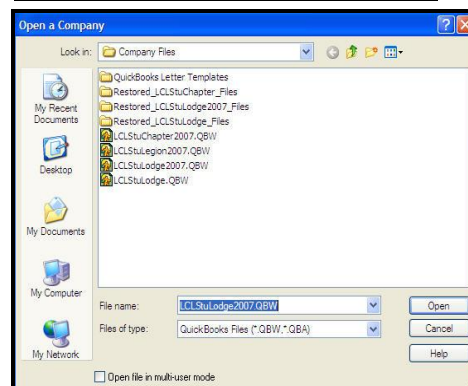 Open a Company
Look in: Company Files
QuickBooks Letter Templates
Restored_LCLStuChapter_Files
Restored_LCLStuLodge2007_Files
Restored_LCLStuLodge_Files
LCLStuChapter2007.QBW
LCLStuLegion2007.QBW
LCLStuLodge2007.QBW
LCLStuLodge.QBW
My Recent
Documents
Desktop
My Documents
My Computer
My Network
File name: LCLStuLodge2007.QBW Open
Files of type: QuickBooks Files (*.QBW,*.QBA) Cancel
Help
Open file in multi-user mode